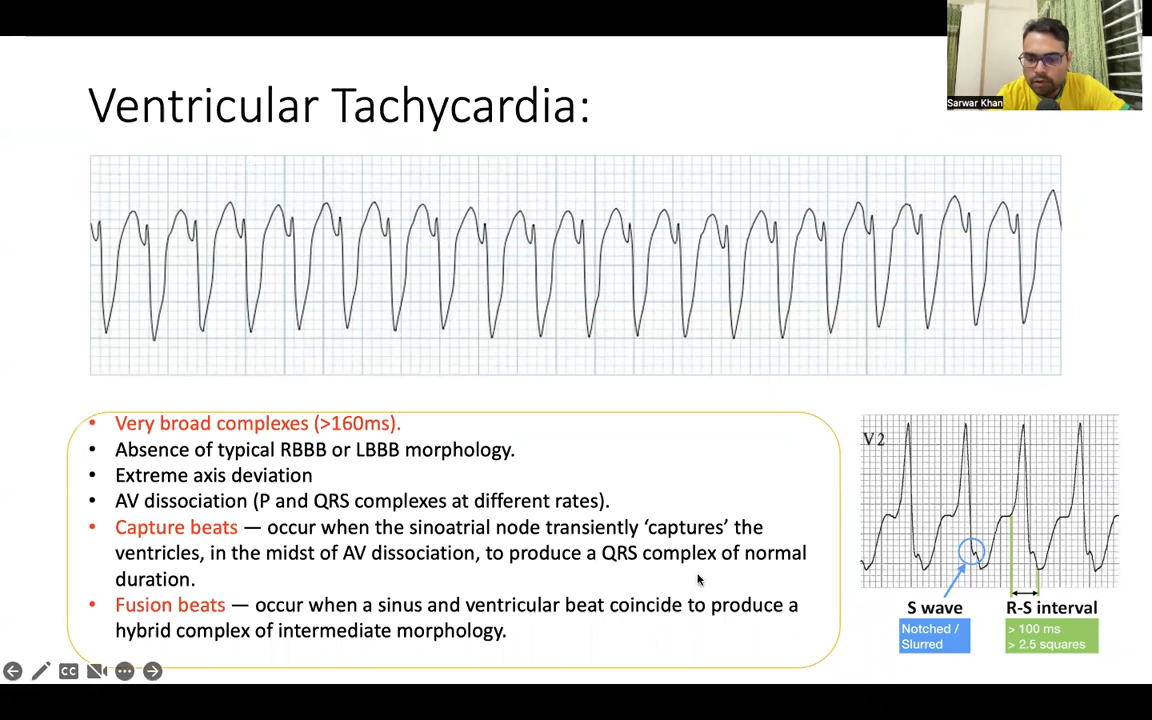 Sarwar Khan
Ventricular Tachycardia:
• Very broad complexes (>160ms).
• Absence of typical RBBB or LBBB morphology.
• Extreme axis deviation
• AV dissociation (P and QRS complexes at different rates).
• Capture beats — occur when the sinoatrial node transiently ‘captures’ the
ventricles, in the midst of AV dissociation, to produce a QRS complex of normal
duration.
• Fusion beats — occur when a sinus and ventricular beat coincide to produce a
hybrid complex of intermediate morphology.
V2
S wave
Notched /
Slurred
R-S interval
> 100 ms
> 2.5 squares
CC